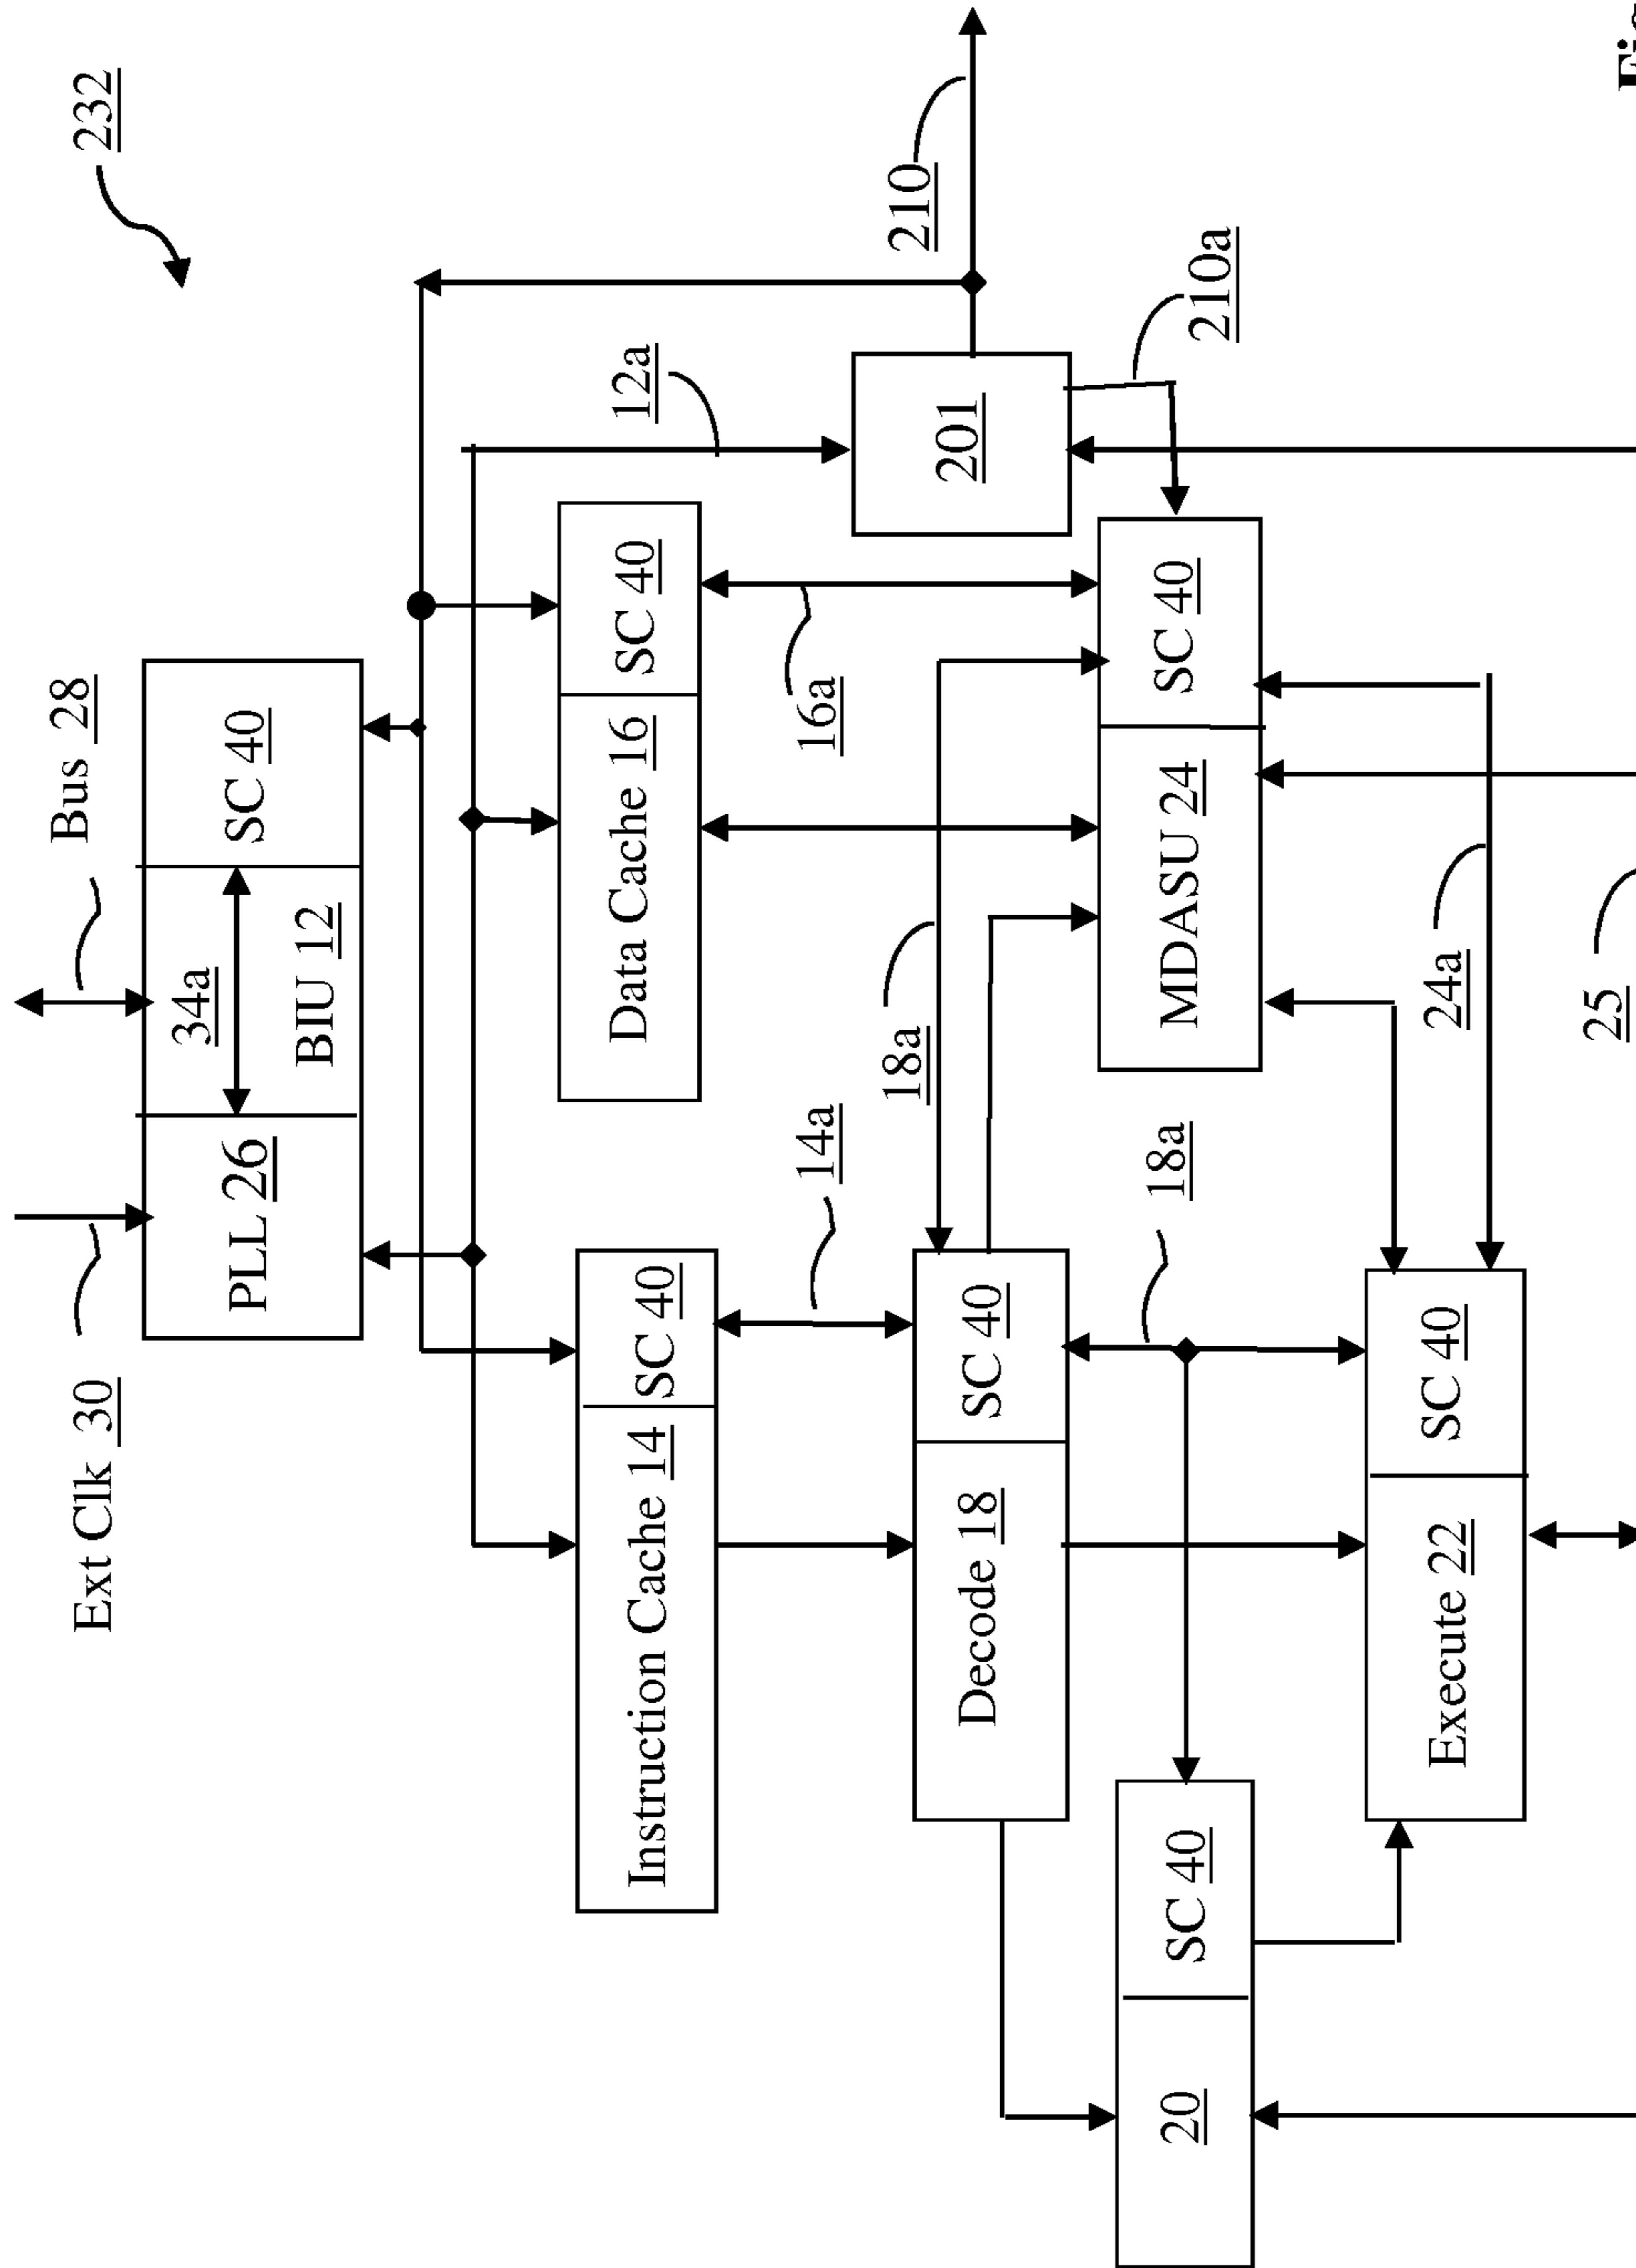 Ext Clk 30
Bus 28
232
34a
PLL 26
SC 40
BIU 12
Instruction Cache 14
SC 40
Data Cache 16
SC 40
12a
14a
16a
18a
210
Decode 18
SC 40
201
18a
20
SC 40
MDASU 24
SC 40
210a
Execute 22
SC 40
24a
25